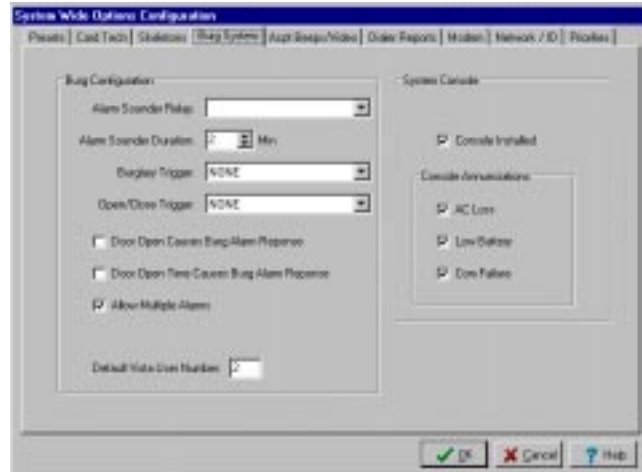 System Wide Options Configuration
Presets | Card Tech | Skeletons | Burg System | Aspt Beeps/Video | Dialer Reports | Modem | Network / ID | Priorities
Burg Configuration
Alarm Sounder Relay:
Alarm Sounder Duration: 2 Min
Burglary Trigger: NONE
Open/Close Trigger: NONE
Door Open Causes Burg Alarm Response
Door Open Time Causes Burg Alarm Response
Allow Multiple Alarms
Default Vista User Number: 2
System Console
Console Installed
Console Annunciations
AC Loss
Low Battery
Com Failure
OK
Cancel
? Help